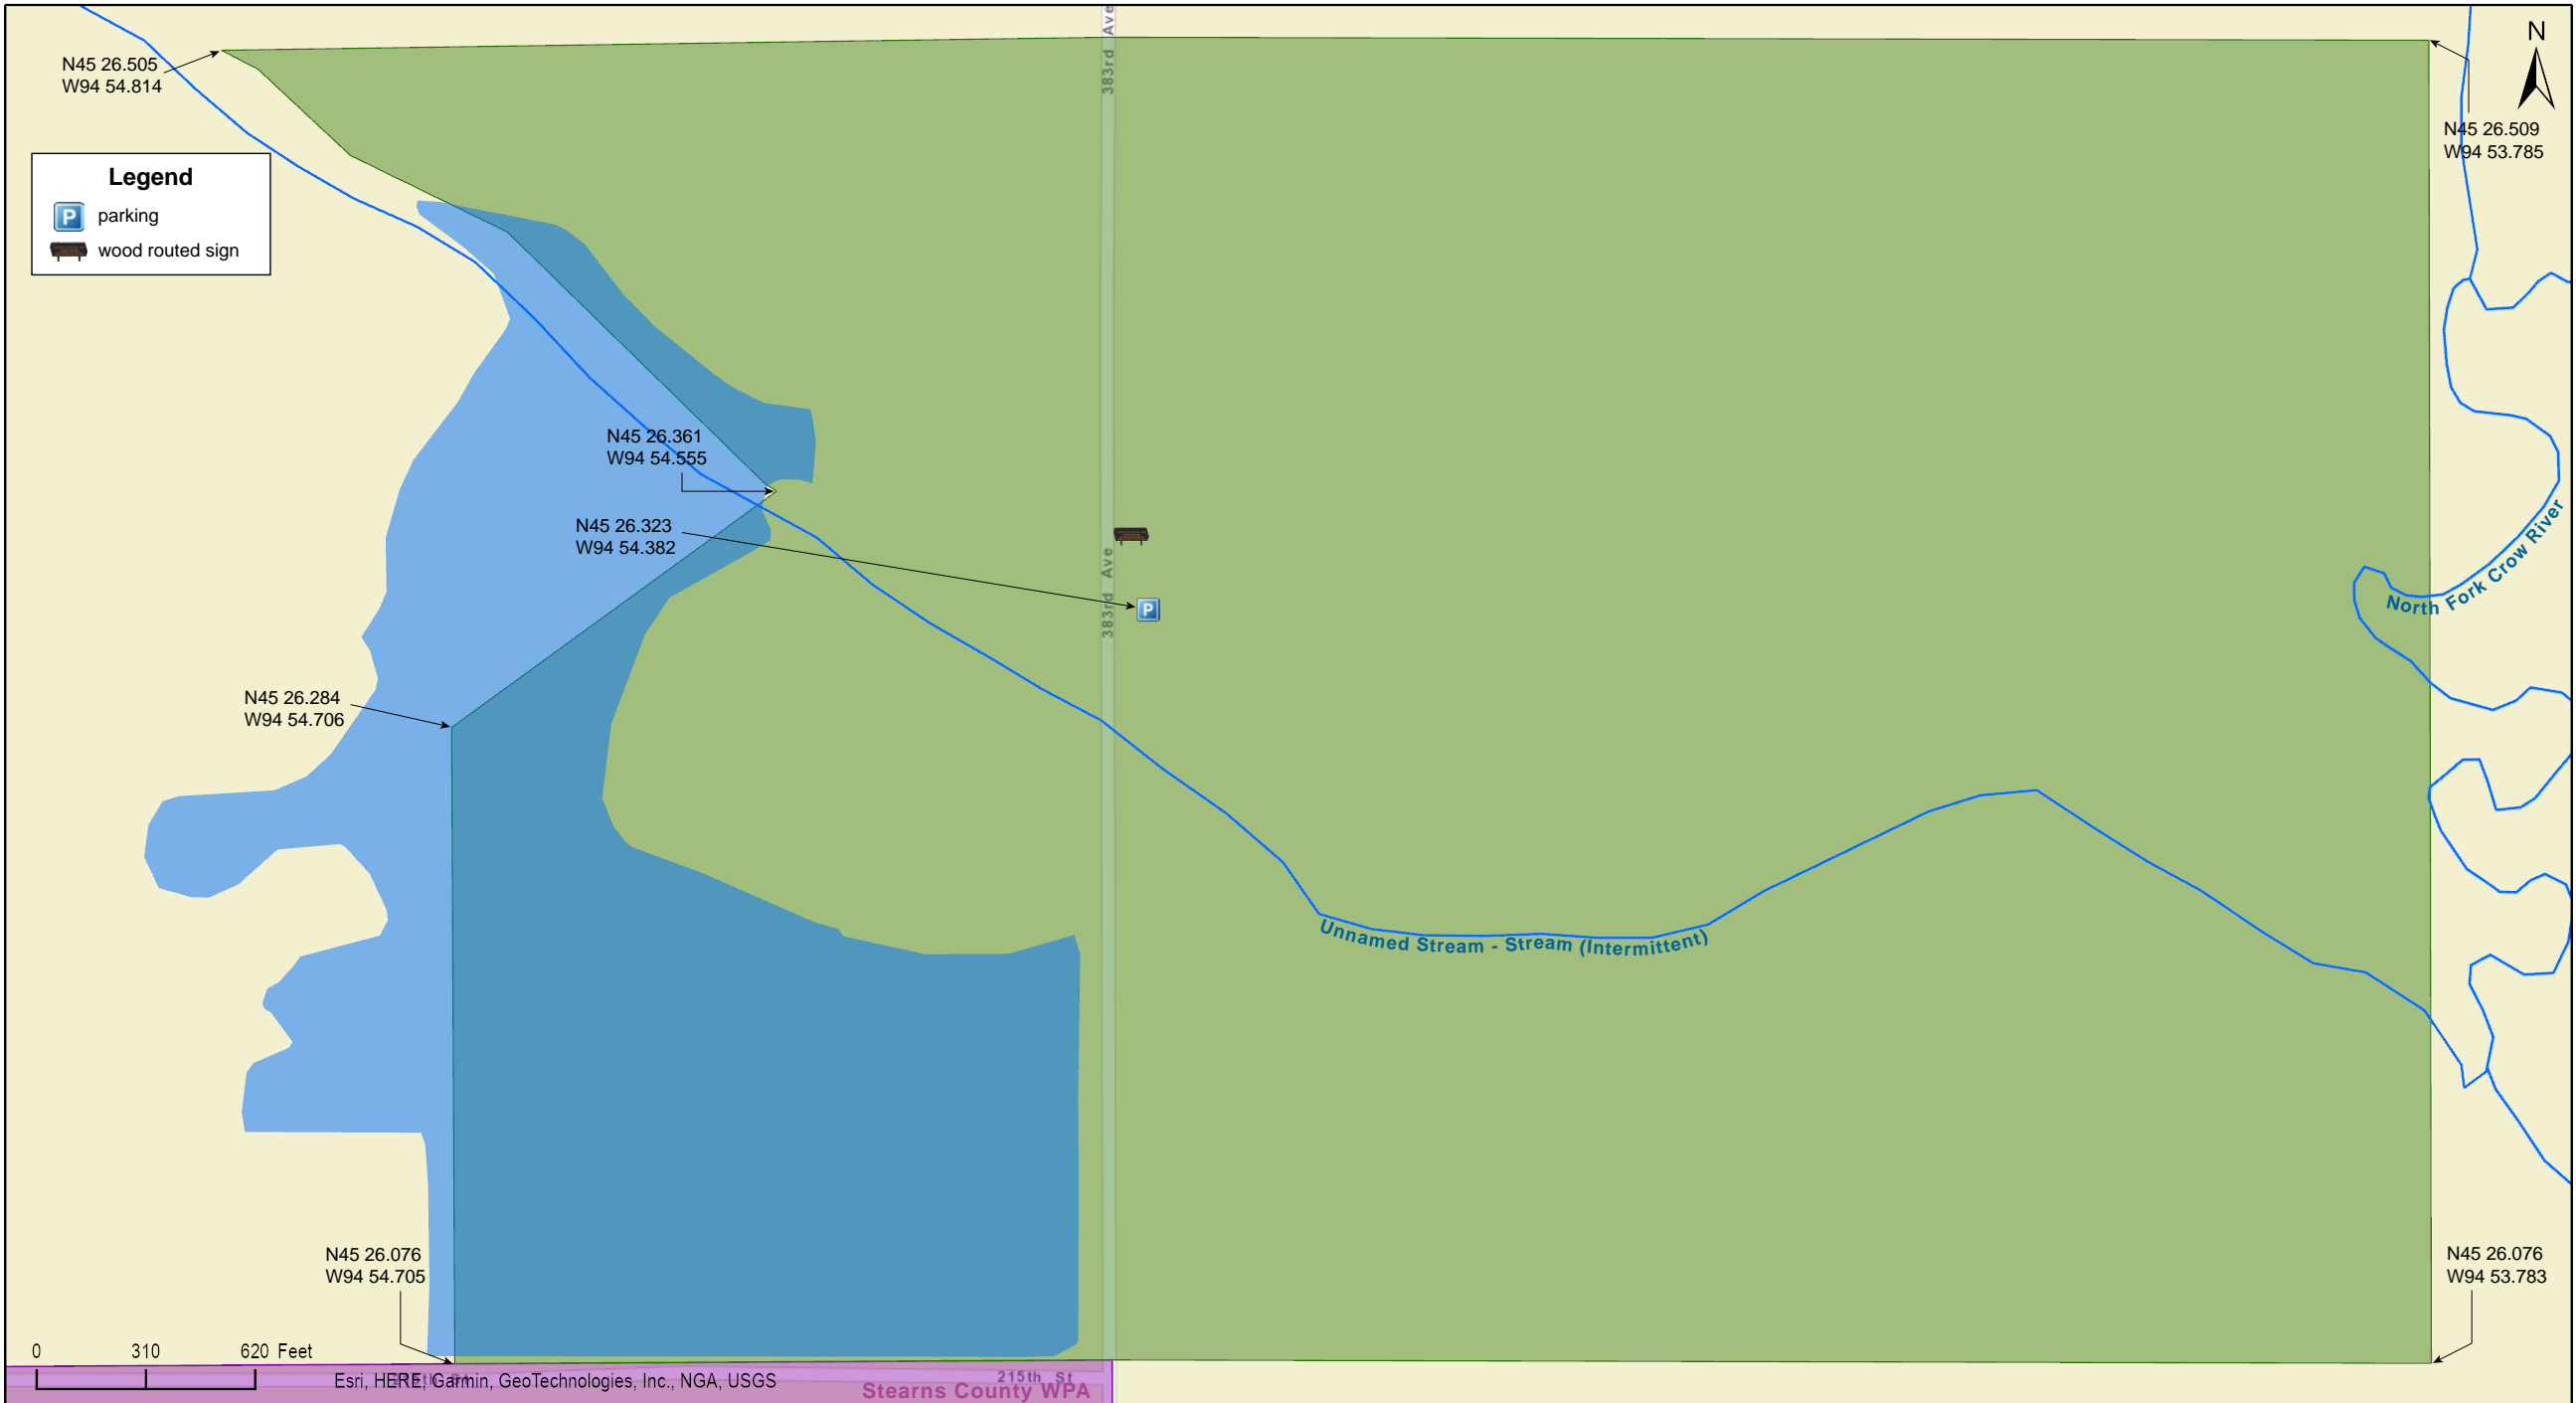 383rd Ave
N
N45 26.505
W94 54.814
N45 26.509
W94 53.785
Legend
P parking
wood routed sign
N45 26.361
W94 54.555
N45 26.323
W94 54.382
383rd Ave
P
North Fork Crow River
N45 26.284
W94 54.706
Unnamed Stream - Stream (Intermittent)
N45 26.076
W94 54.705
N45 26.076
W94 53.783
0 310 620 Feet
Esri, HERE, Garmin, GeoTechnologies, Inc., NGA, USGS
215th St
Stearns County WPA